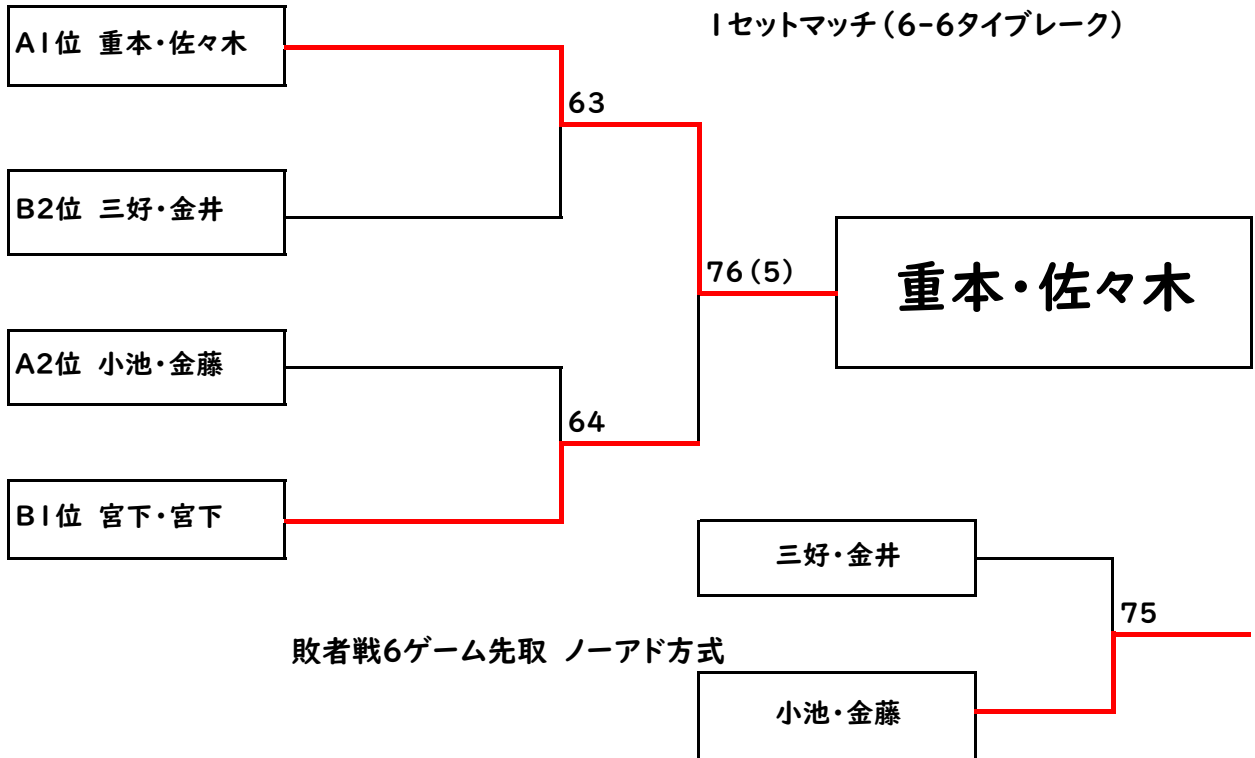 1セットマッチ(6-6タイブレーク)
A1位 重本・佐々木
63
B2位 三好・金井
76(5)
重本・佐々木
A2位 小池・金藤
64
B1位 宮下・宮下
三好・金井
75
敗者戦6ゲーム先取 ノーアド方式
小池・金藤